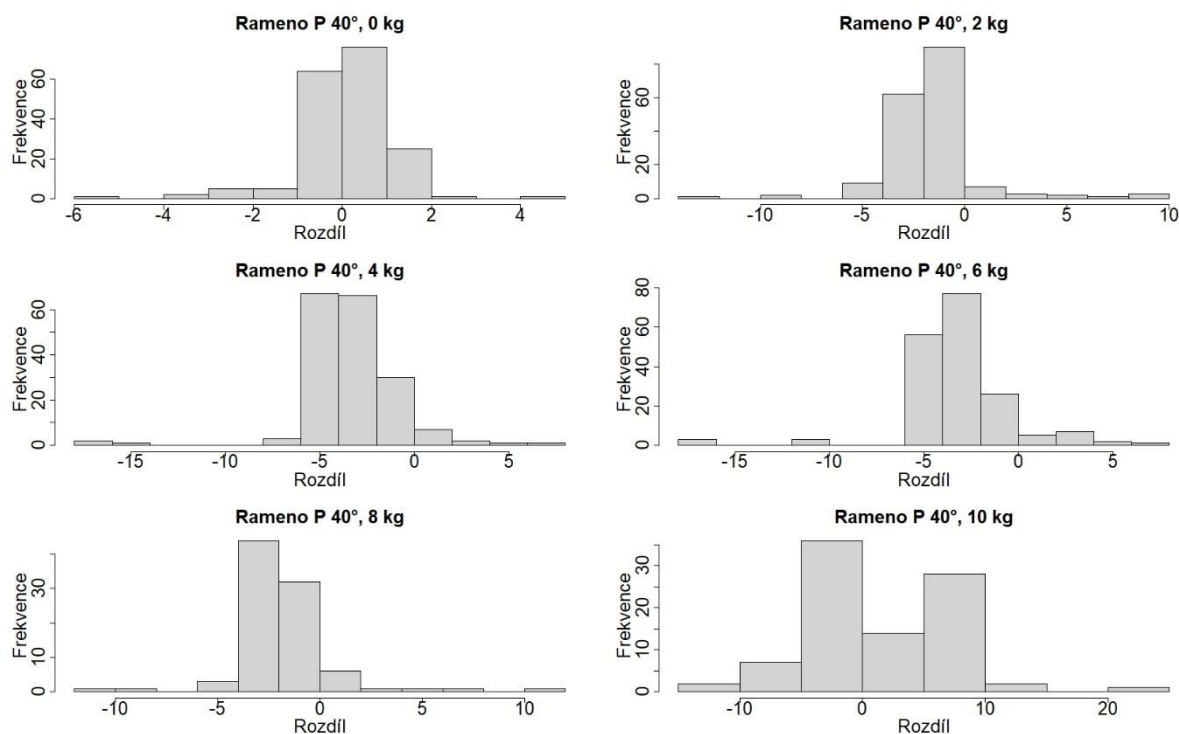 Rameno P 40°, 0 kg
Frekvence
0 20 40 60
-6 -4 -2 0 2 4
Rozdíl
Rameno P 40°, 2 kg
Frekvence
0 20 60
-10 -5 0 5 10
Rozdíl
Rameno P 40°, 4 kg
Frekvence
0 20 40 60
-15 -10 -5 0 5
Rozdíl
Rameno P 40°, 6 kg
Frekvence
0 20 40 60 80
-15 -10 -5 0 5
Rozdíl
Rameno P 40°, 8 kg
Frekvence
0 10 30
-10 -5 0 5 10
Rozdíl
Rameno P 40°, 10 kg
Frekvence
0 10 20 30
-10 0 10 20
Rozdíl